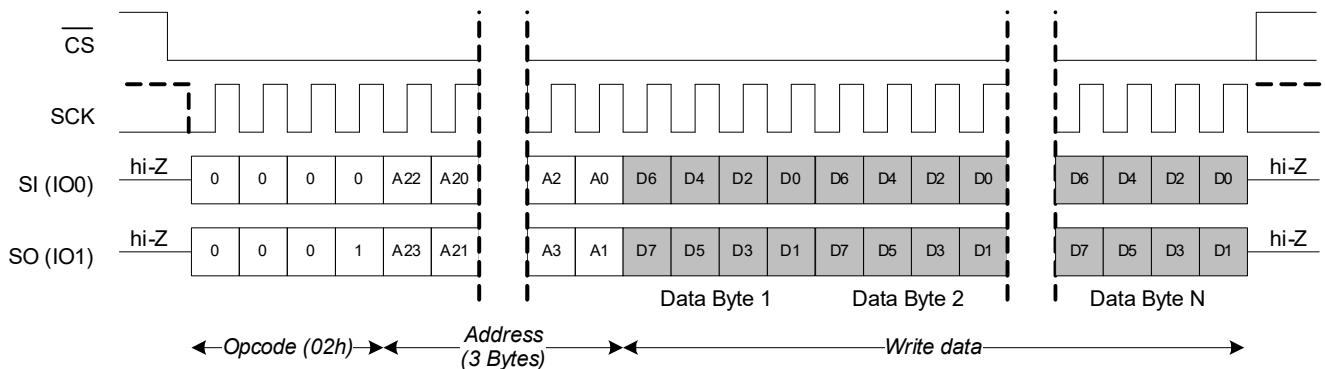 CS
SCK
hi-Z hi-Z
SI (IO0) 0 0 0 0 A22 A20 A2 A0 D6 D4 D2 D0 D6 D4 D2 D0 D6 D4 D2 D0
hi-Z hi-Z
SO (IO1) 0 0 0 1 A23 A21 A3 A1 D7 D5 D3 D1 D7 D5 D3 D1 D7 D5 D3 D1
Data Byte 1 Data Byte 2 Data Byte N
Opcode (02h) Address Write data
(3 Bytes)